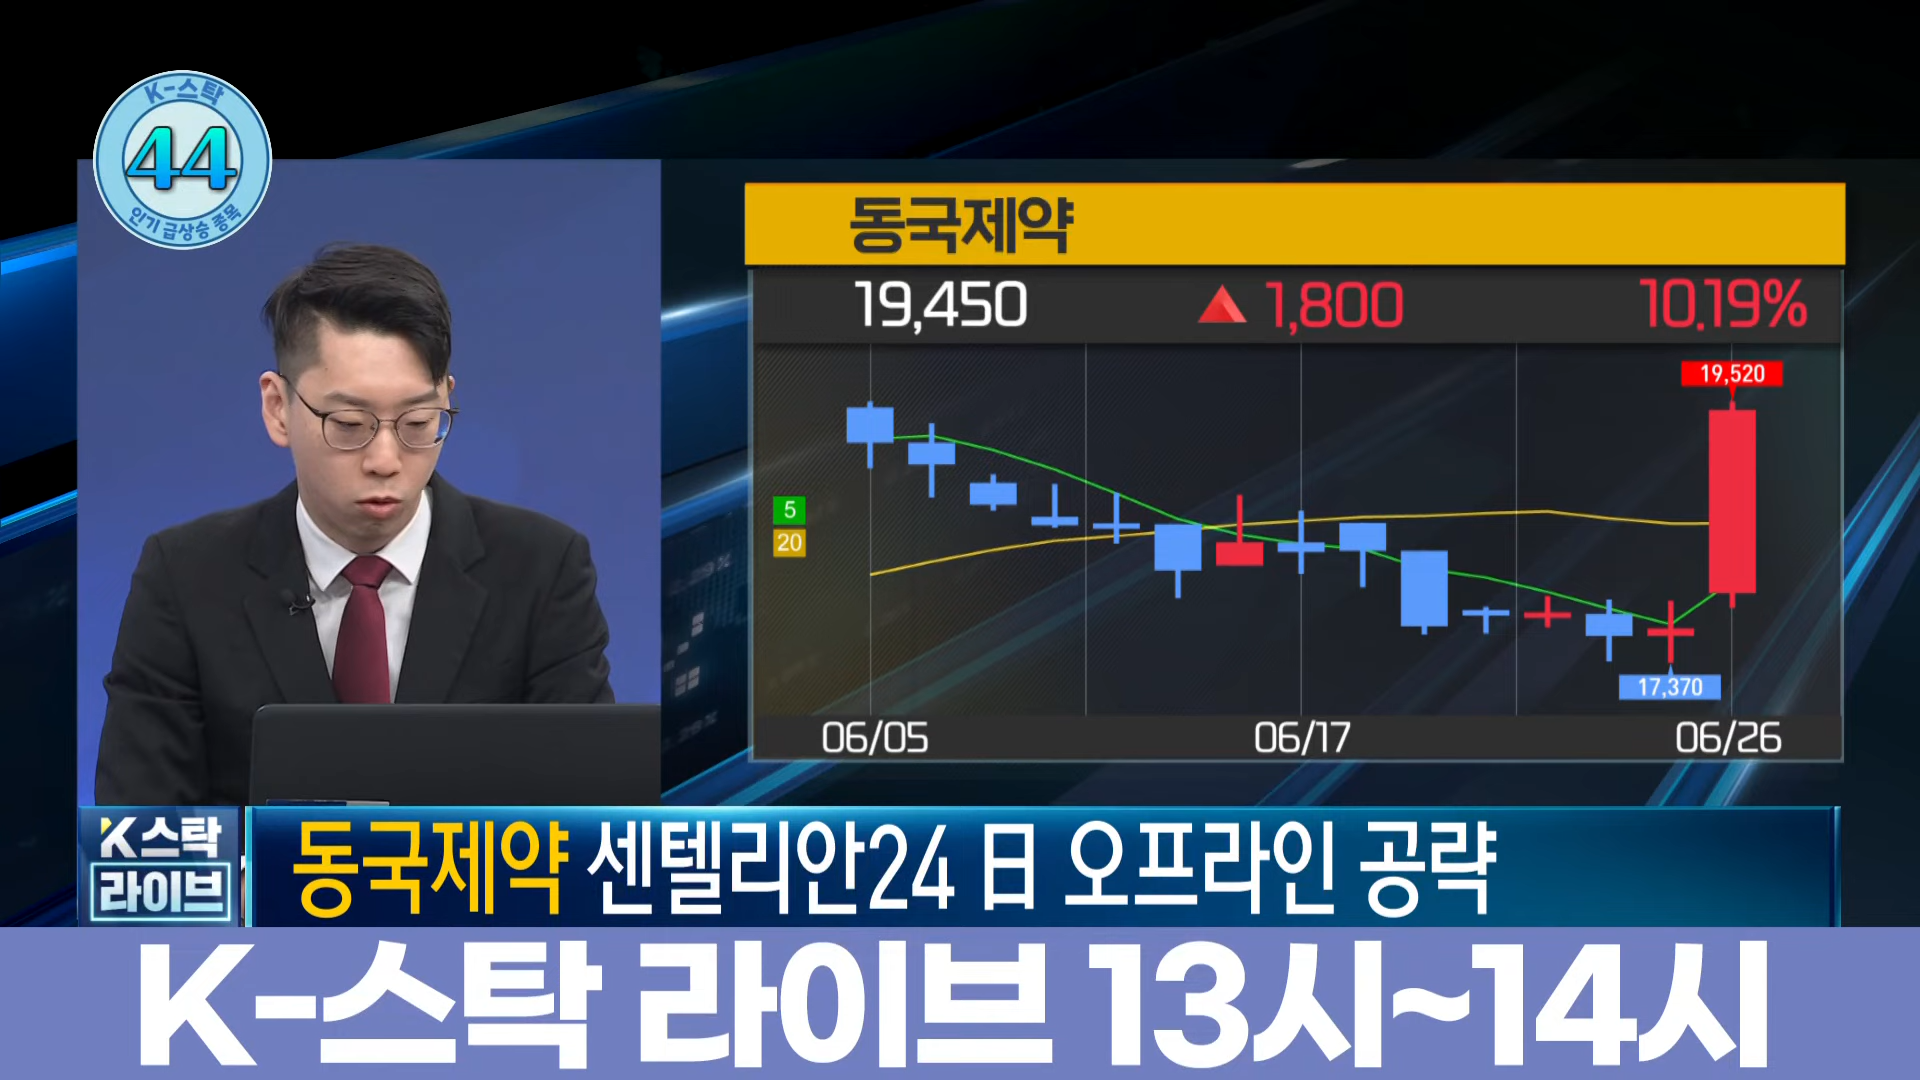 K-스탁
44
인기 급상승 종목
동국제약
19,450 ▲ 1,800 10.19%
19,520
5
20
17,370
06/05 06/17 06/26
K스탁
라이브
동국제약 센텔리안24 日 오프라인 공략
K-스탁 라이브 13시~14시